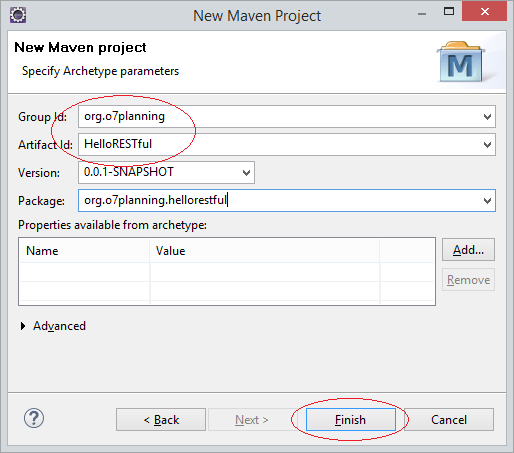 New Maven Project
New Maven project
Specify Archetype parameters
M
Group Id: org.o7planning
Artifact Id: HelloRESTful
Version: 0.0.1-SNAPSHOT
Package: org.o7planning.hellorestful
Properties available from archetype:
Name Value
Add...
Remove
Advanced
? < Back Next > Finish Cancel